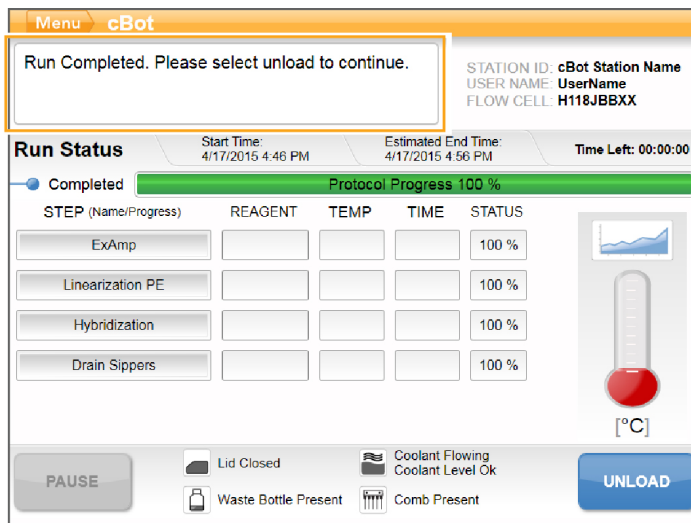 Menu cBot
Run Completed. Please select unload to continue.
STATION ID: cBot Station Name
USER NAME: UserName
FLOW CELL: H118JBBXX
Run Status
Start Time:
4/17/2015 4:46 PM
Estimated End Time:
4/17/2015 4:56 PM
Time Left: 00:00:00
Completed
Protocol Progress 100 %
STEP (Name/Progress) REAGENT TEMP TIME STATUS
ExAmp 100 %
Linearization PE 100 %
Hybridization 100 %
Drain Sippers 100 %
[°C]
PAUSE
Lid Closed
Coolant Flowing
Coolant Level Ok
Waste Bottle Present
Comb Present
UNLOAD